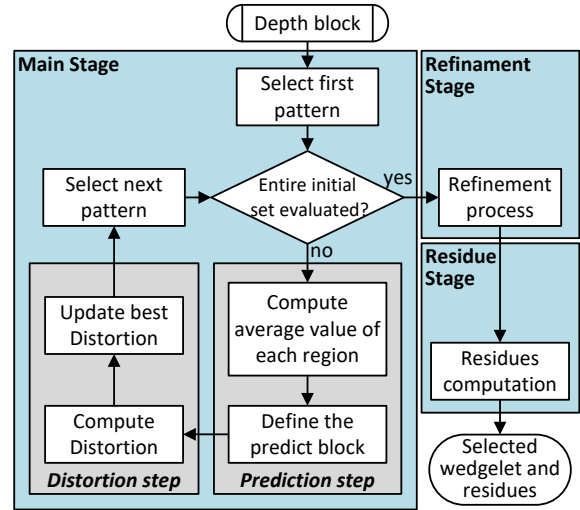 Depth block
Main Stage
Select first
pattern
Refinament
Stage
Select next
pattern
Entire initial
set evaluated?
yes
Refinement
process
no
Residue
Stage
Update best
Distortion
Compute
average value of
each region
Residues
computation
Compute
Distortion
Define the
predict block
Distortion step
Prediction step
Selected
wedgelet and
residues